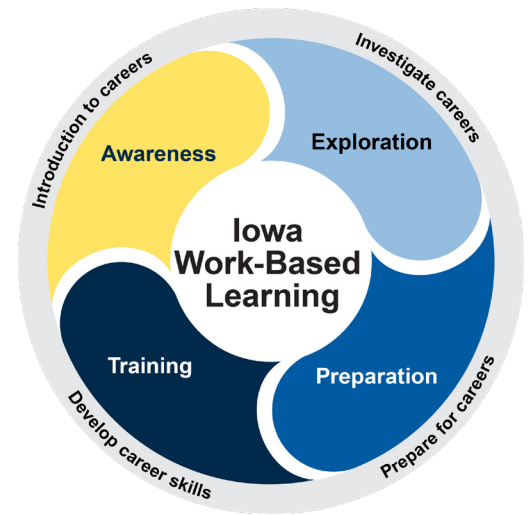 Introduction to careers
Awareness
Investigate careers
Exploration
Iowa
Work-Based
Learning
Training
Develop career skills
Preparation
Prepare for careers